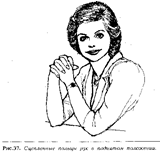 Рис. 37. Сцепленные пальцы рук в поднятом положении.